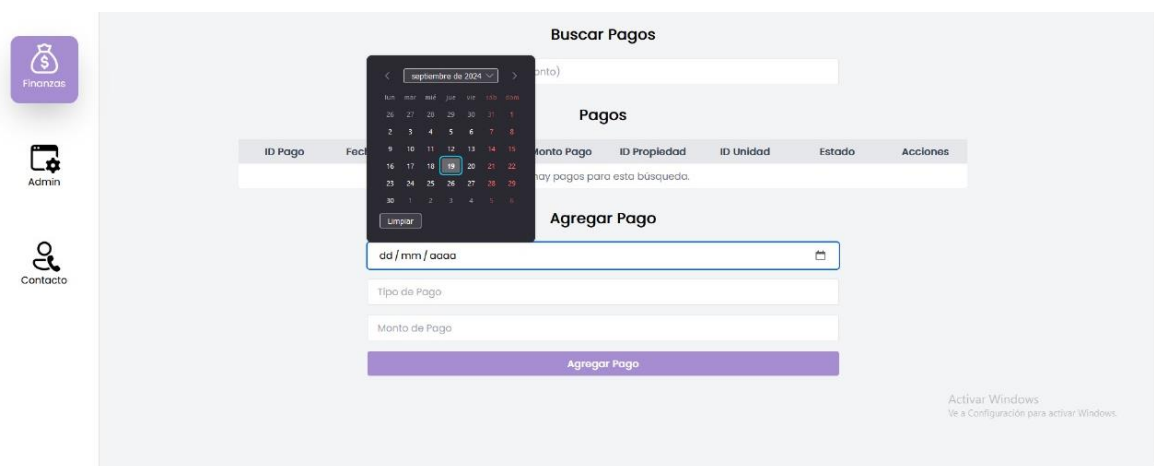 Buscar Pagos
Finanzas
onto)
septiembre de 2024
lun mar mié jue vie sáb dom
26 27 28 29 30 31 1
2 3 4 5 6 7 8
9 10 11 12 13 14 15
16 17 18 19 20 21 22
23 24 25 26 27 28 29
30 1 2 3 4 5 6
Limpiar
Pagos
ID Pago Fech Monto Pago ID Propiedad ID Unidad Estado Acciones
hay pagos para esta búsqueda.
Admin
Agregar Pago
dd / mm / aaaa
Contacto
Tipo de Pago
Monto de Pago
Agregar Pago
Activar Windows
Ve a Configuración para activar Windows.